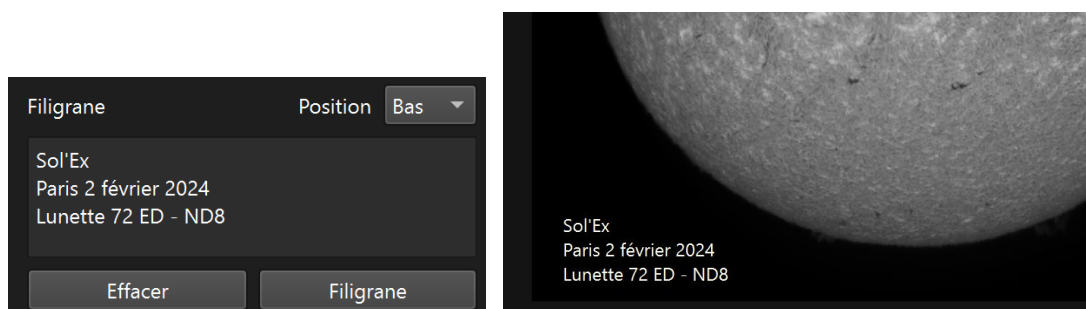 Filigrane Position Bas
Sol'Ex
Paris 2 février 2024
Lunette 72 ED - ND8
Effacer Filigrane
Sol'Ex
Paris 2 février 2024
Lunette 72 ED - ND8